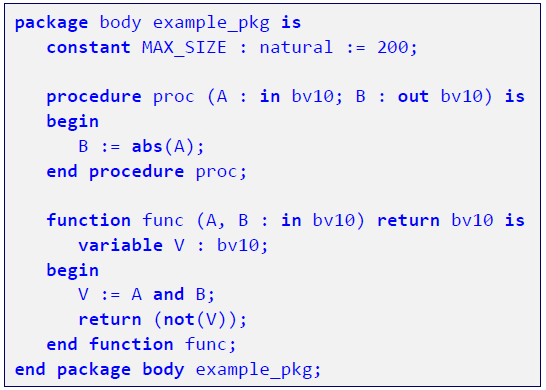 package body example_pkg is
constant MAX_SIZE : natural := 200;
procedure proc (A : in bv10; B : out bv10) is
begin
B := abs(A);
end procedure proc;
function func (A, B : in bv10) return bv10 is
variable V : bv10;
begin
V := A and B;
return (not(V));
end function func;
end package body example_pkg;